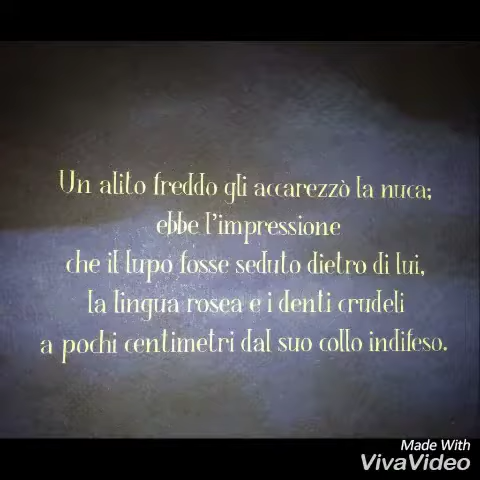 Un alito freddo gli accarezzò la nuca;
ebbe l'impressione
che il lupo fosse seduto dietro di lui,
la lingua rosea e i denti crudeli
a pochi centimetri dal suo collo indifeso.
Made With
VivaVideo